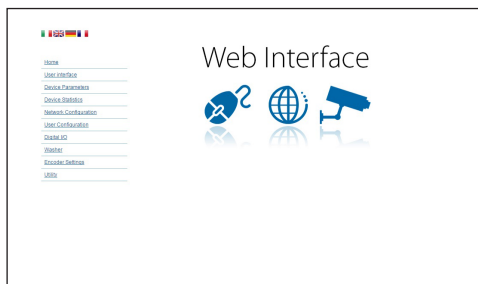 Web Interface
Home
User interface
Device Parameters
Device Statistics
Network Configuration
User Configuration
Digital I/O
Washer
Encoder Settings
Utility